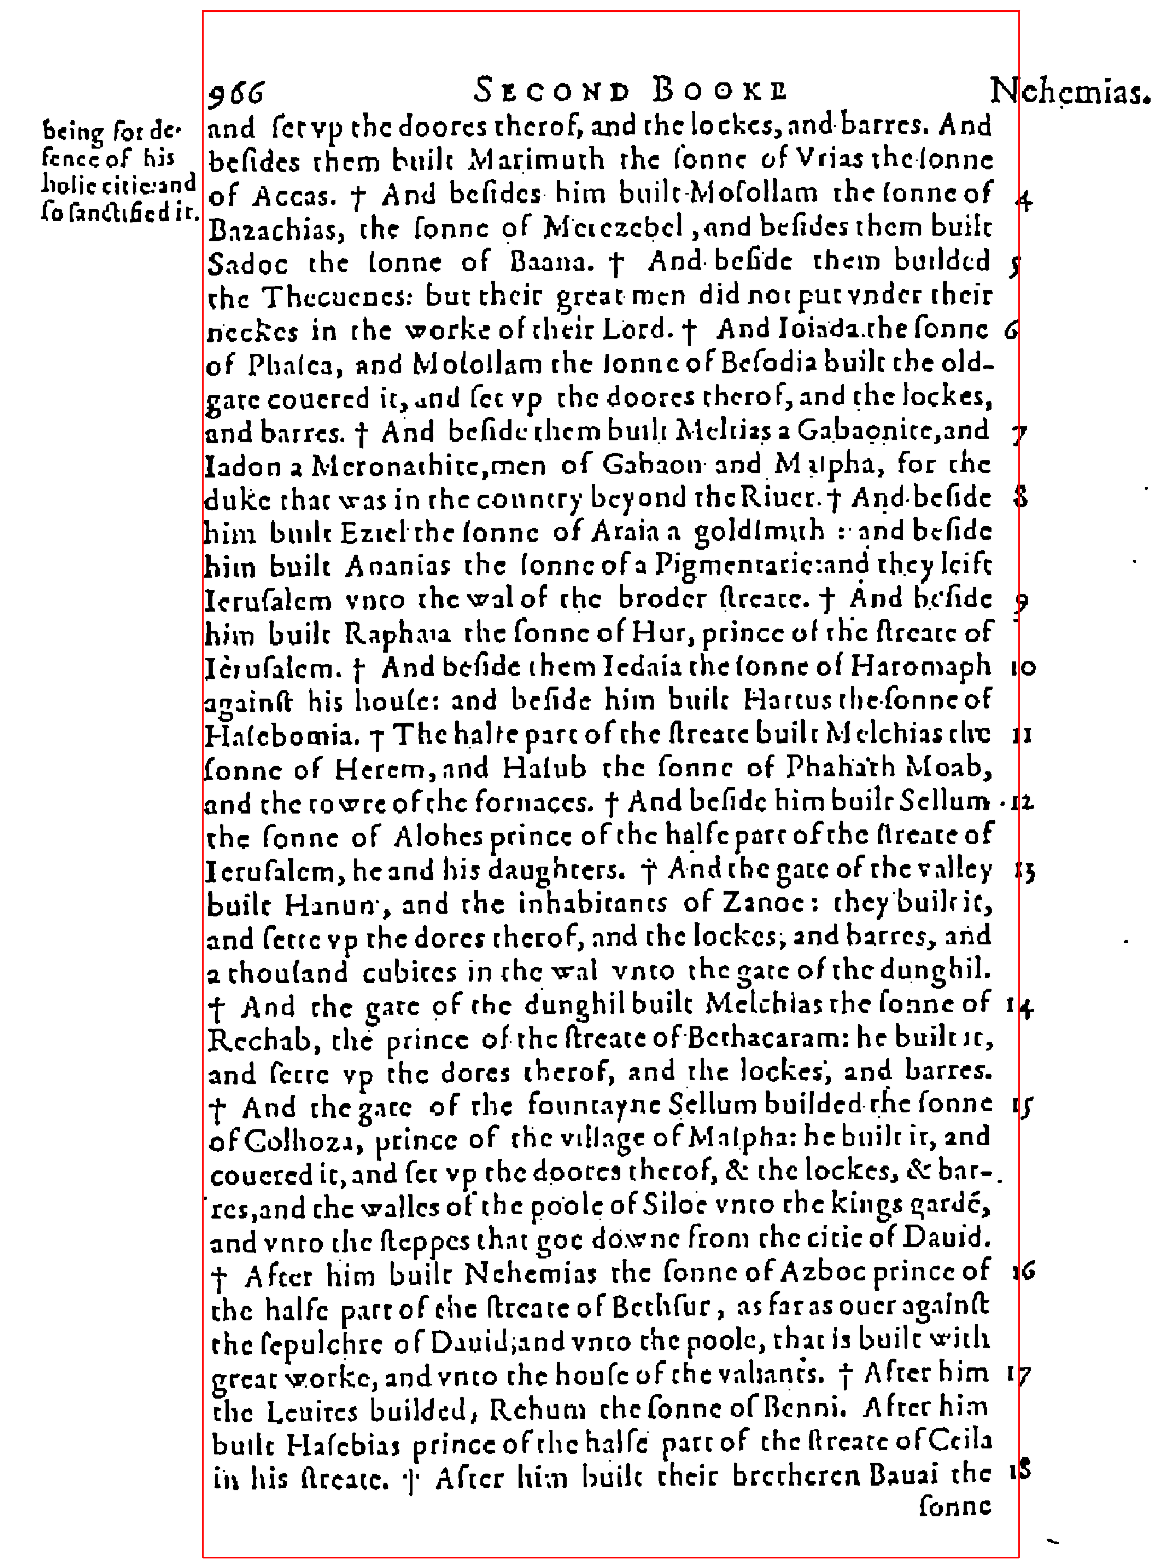 966 SECOND BOOKE Nehemias.
being for de-
fence of his
holie citie: and
so sanctified it.
and ſet vp the doores therof, and the lockes, and barres. And
beſides them built Marimuth the ſonne of Vrias the ſonne
of Accas. † And beſides him built Moſollam the ſonne of 4
Bazachias, the ſonne of Meſezebel, and beſides them built
Sadoc the ſonne of Baana. † And beſide them builded 5
the Thecuenes: but their great men did not put vnder their
neckes in the worke of their Lord. † And Ioiada the ſonne 6
of Phaſea, and Moſollam the ſonne of Beſodia built the old-
gate couered it, and ſet vp the doores therof, and the lockes,
and barres. † And beſide them built Meltias a Gabaonite, and 7
Iadon a Meronathite, men of Gabaon and Maſpha, for the
duke that was in the country beyond the Riuer. † And beſide 8
him built Eziel the ſonne of Araia a goldſmith: and beſide
him built Ananias the ſonne of a Pigmentarie: and they leift
Ieruſalem vnto the wal of the broder ſtreate. † And beſide 9
him built Raphaia the ſonne of Hur, prince of the ſtreate of
Ieruſalem. † And beſide them Iedaia the ſonne of Haromaph 10
againſt his houſe: and beſide him built Hattus the ſonne of
Haſebomia. † The halfe part of the ſtreate built Melchias the 11
ſonne of Herem, and Haſub the ſonne of Phahath Moab,
and the towre of the fornaces. † And beſide him built Sellum 12
the ſonne of Alohes prince of the halfe part of the ſtreate of
Ieruſalem, he and his daughters. † And the gate of the valley 13
built Hanun, and the inhabitants of Zanoe: they built it,
and ſette vp the dores therof, and the lockes, and barres, and
a thouſand cubites in the wal vnto the gate of the dunghil.
† And the gate of the dunghil built Melchias the ſonne of 14
Rechab, the prince of the ſtreate of Bethacaram: he built it,
and ſette vp the dores therof, and the lockes, and barres.
† And the gate of the fountayne Sellum builded the ſonne 15
of Colhoza, prince of the village of Maſpha: he built it, and
couered it, and ſet vp the doores therof, & the lockes, & bar-
res, and the walles of the poole of Siloe vnto the kings gardē,
and vnto the ſteppes that goe downe from the citie of Dauid.
† After him built Nehemias the ſonne of Azboc prince of 16
the halfe part of the ſtreate of Bethſur, as far as ouer againſt
the ſepulchre of Dauid, and vnto the poole, that is built with
great worke, and vnto the houſe of the valiants. † After him 17
the Leuites builded, Rehum the ſonne of Benni. After him
built Haſebias prince of the halfe part of the ſtreate of Ceila
in his ſtreate. † After him built their bretheren Bauai the 18
ſonne